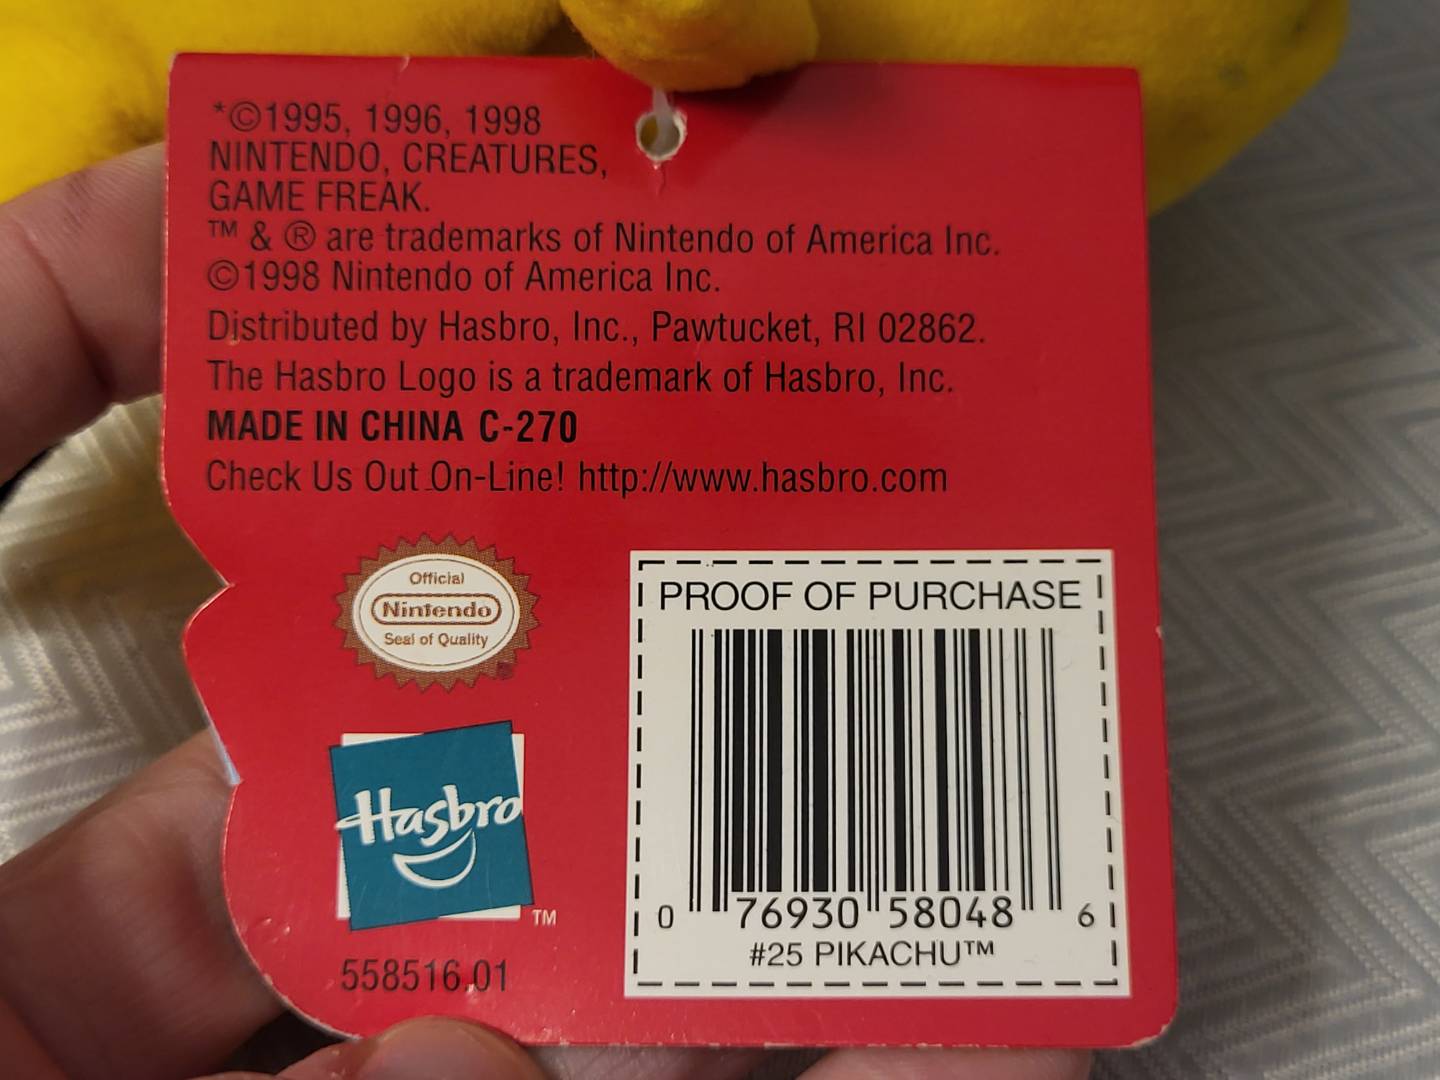 *©1995, 1996, 1998
NINTENDO, CREATURES,
GAME FREAK.
™ & ® are trademarks of Nintendo of America Inc.
©1998 Nintendo of America Inc.
Distributed by Hasbro, Inc., Pawtucket, RI 02862.
The Hasbro Logo is a trademark of Hasbro, Inc.
MADE IN CHINA C-270
Check Us Out On-Line! http://www.hasbro.com
Official
Nintendo
Seal of Quality
Hasbro
TM
558516.01
PROOF OF PURCHASE
0 76930 58048 6
#25 PIKACHU™